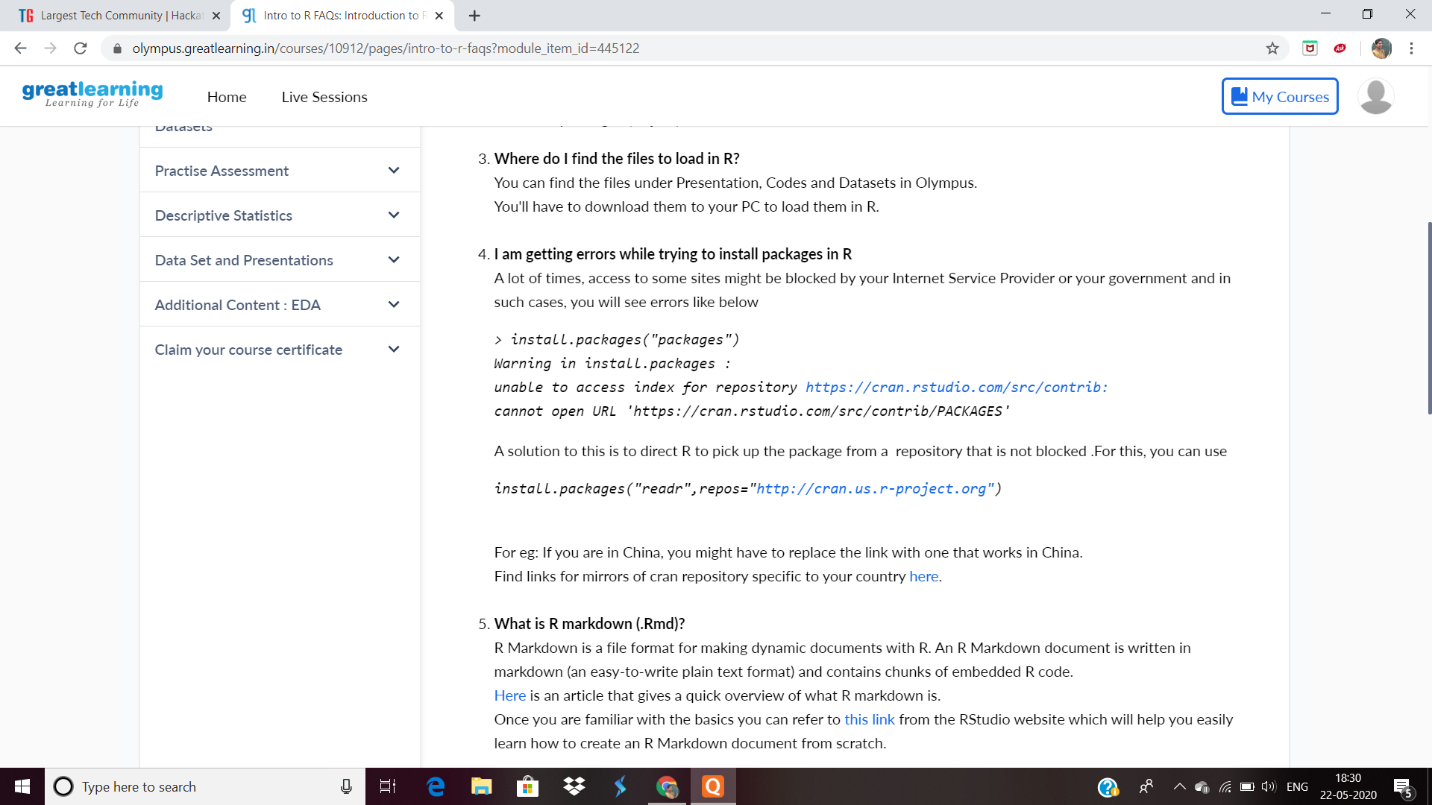 TG Largest Tech Community | Hacka
gl Intro to R FAQs: Introduction to R
olympus.greatlearning.in/courses/10912/pages/intro-to-r-faqs?module_item_id=445122
greatlearning
Learning for Life
Home
Live Sessions
My Courses
Datasets
Practise Assessment
Descriptive Statistics
Data Set and Presentations
Additional Content : EDA
Claim your course certificate
3. Where do I find the files to load in R?
You can find the files under Presentation, Codes and Datasets in Olympus.
You'll have to download them to your PC to load them in R.
4. I am getting errors while trying to install packages in R
A lot of times, access to some sites might be blocked by your Internet Service Provider or your government and in
such cases, you will see errors like below
> install.packages("packages")
Warning in install.packages :
unable to access index for repository https://cran.rstudio.com/src/contrib:
cannot open URL 'https://cran.rstudio.com/src/contrib/PACKAGES'
A solution to this is to direct R to pick up the package from a  repository that is not blocked .For this, you can use
install.packages("readr",repos="http://cran.us.r-project.org")
For eg: If you are in China, you might have to replace the link with one that works in China.
Find links for mirrors of cran repository specific to your country here.
5. What is R markdown (.Rmd)?
R Markdown is a file format for making dynamic documents with R. An R Markdown document is written in
markdown (an easy-to-write plain text format) and contains chunks of embedded R code.
Here is an article that gives a quick overview of what R markdown is.
Once you are familiar with the basics you can refer to this link from the RStudio website which will help you easily
learn how to create an R Markdown document from scratch.
Type here to search
ENG
18:30
22-05-2020
5